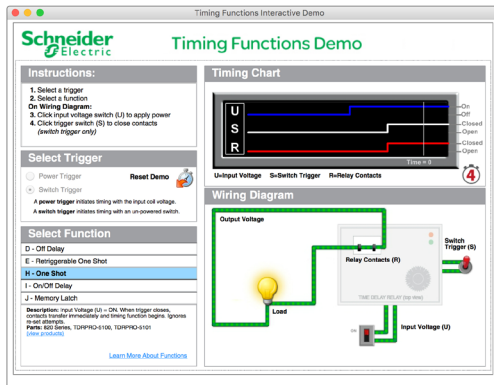 Timing Functions Interactive Demo
Schneider
Electric
Timing Functions Demo
Instructions:
1. Select a trigger
2. Select a function
On Wiring Diagram:
3. Click input voltage switch (U) to apply power
4. Click trigger switch (S) to close contacts
(switch trigger only)
Select Trigger
Power Trigger
Reset Demo
Switch Trigger
A power trigger initiates timing with the input coil voltage.
A switch trigger initiates timing with an un-powered switch.
Select Function
D - Off Delay
E - Retriggerable One Shot
H - One Shot
I - On/Off Delay
J - Memory Latch
Description: Input Voltage (U) = ON. When trigger closes,
contacts transfer immediately and timing function begins. Ignores
re-set attempts.
Parts: 820 Series, TDRPRO-5100, TDRPRO-5101
(view products)
Learn More About Functions
Timing Chart
U
S
R
On
Off
Closed
Open
Closed
Open
Time = 0
U=Input Voltage S=Switch Trigger R=Relay Contacts
4
Wiring Diagram
Output Voltage
Switch
Trigger (S)
Relay Contacts (R)
Load
TIME DELAY RELAY (top view)
Input Voltage (U)